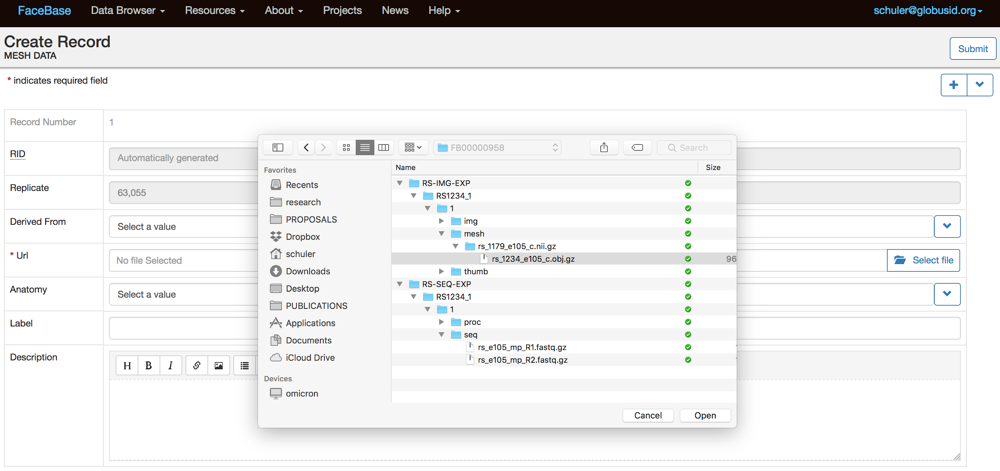 FaceBase Data Browser Resources About Projects News Help schuler@globusid.org
Create Record
MESH DATA
Submit
* indicates required field
Record Number 1
RID Automatically generated
Replicate 63,055
Derived From Select a value
* Url No file Selected Select file
Anatomy Select a value
Label
Description
H B I
FB00000958 Search
Favorites
Recents
research
PROPOSALS
Dropbox
schuler
Downloads
Desktop
PUBLICATIONS
Applications
Documents
iCloud Drive
Devices
omicron
Name Size
RS-IMG-EXP
RS1234_1
1
img
mesh
rs_1179_e105_c.nii.gz
rs_1234_e105_c.obj.gz 96
thumb
RS-SEQ-EXP
RS1234_1
1
proc
seq
rs_e105_mp_R1.fastq.gz
rs_e105_mp_R2.fastq.gz
Cancel Open